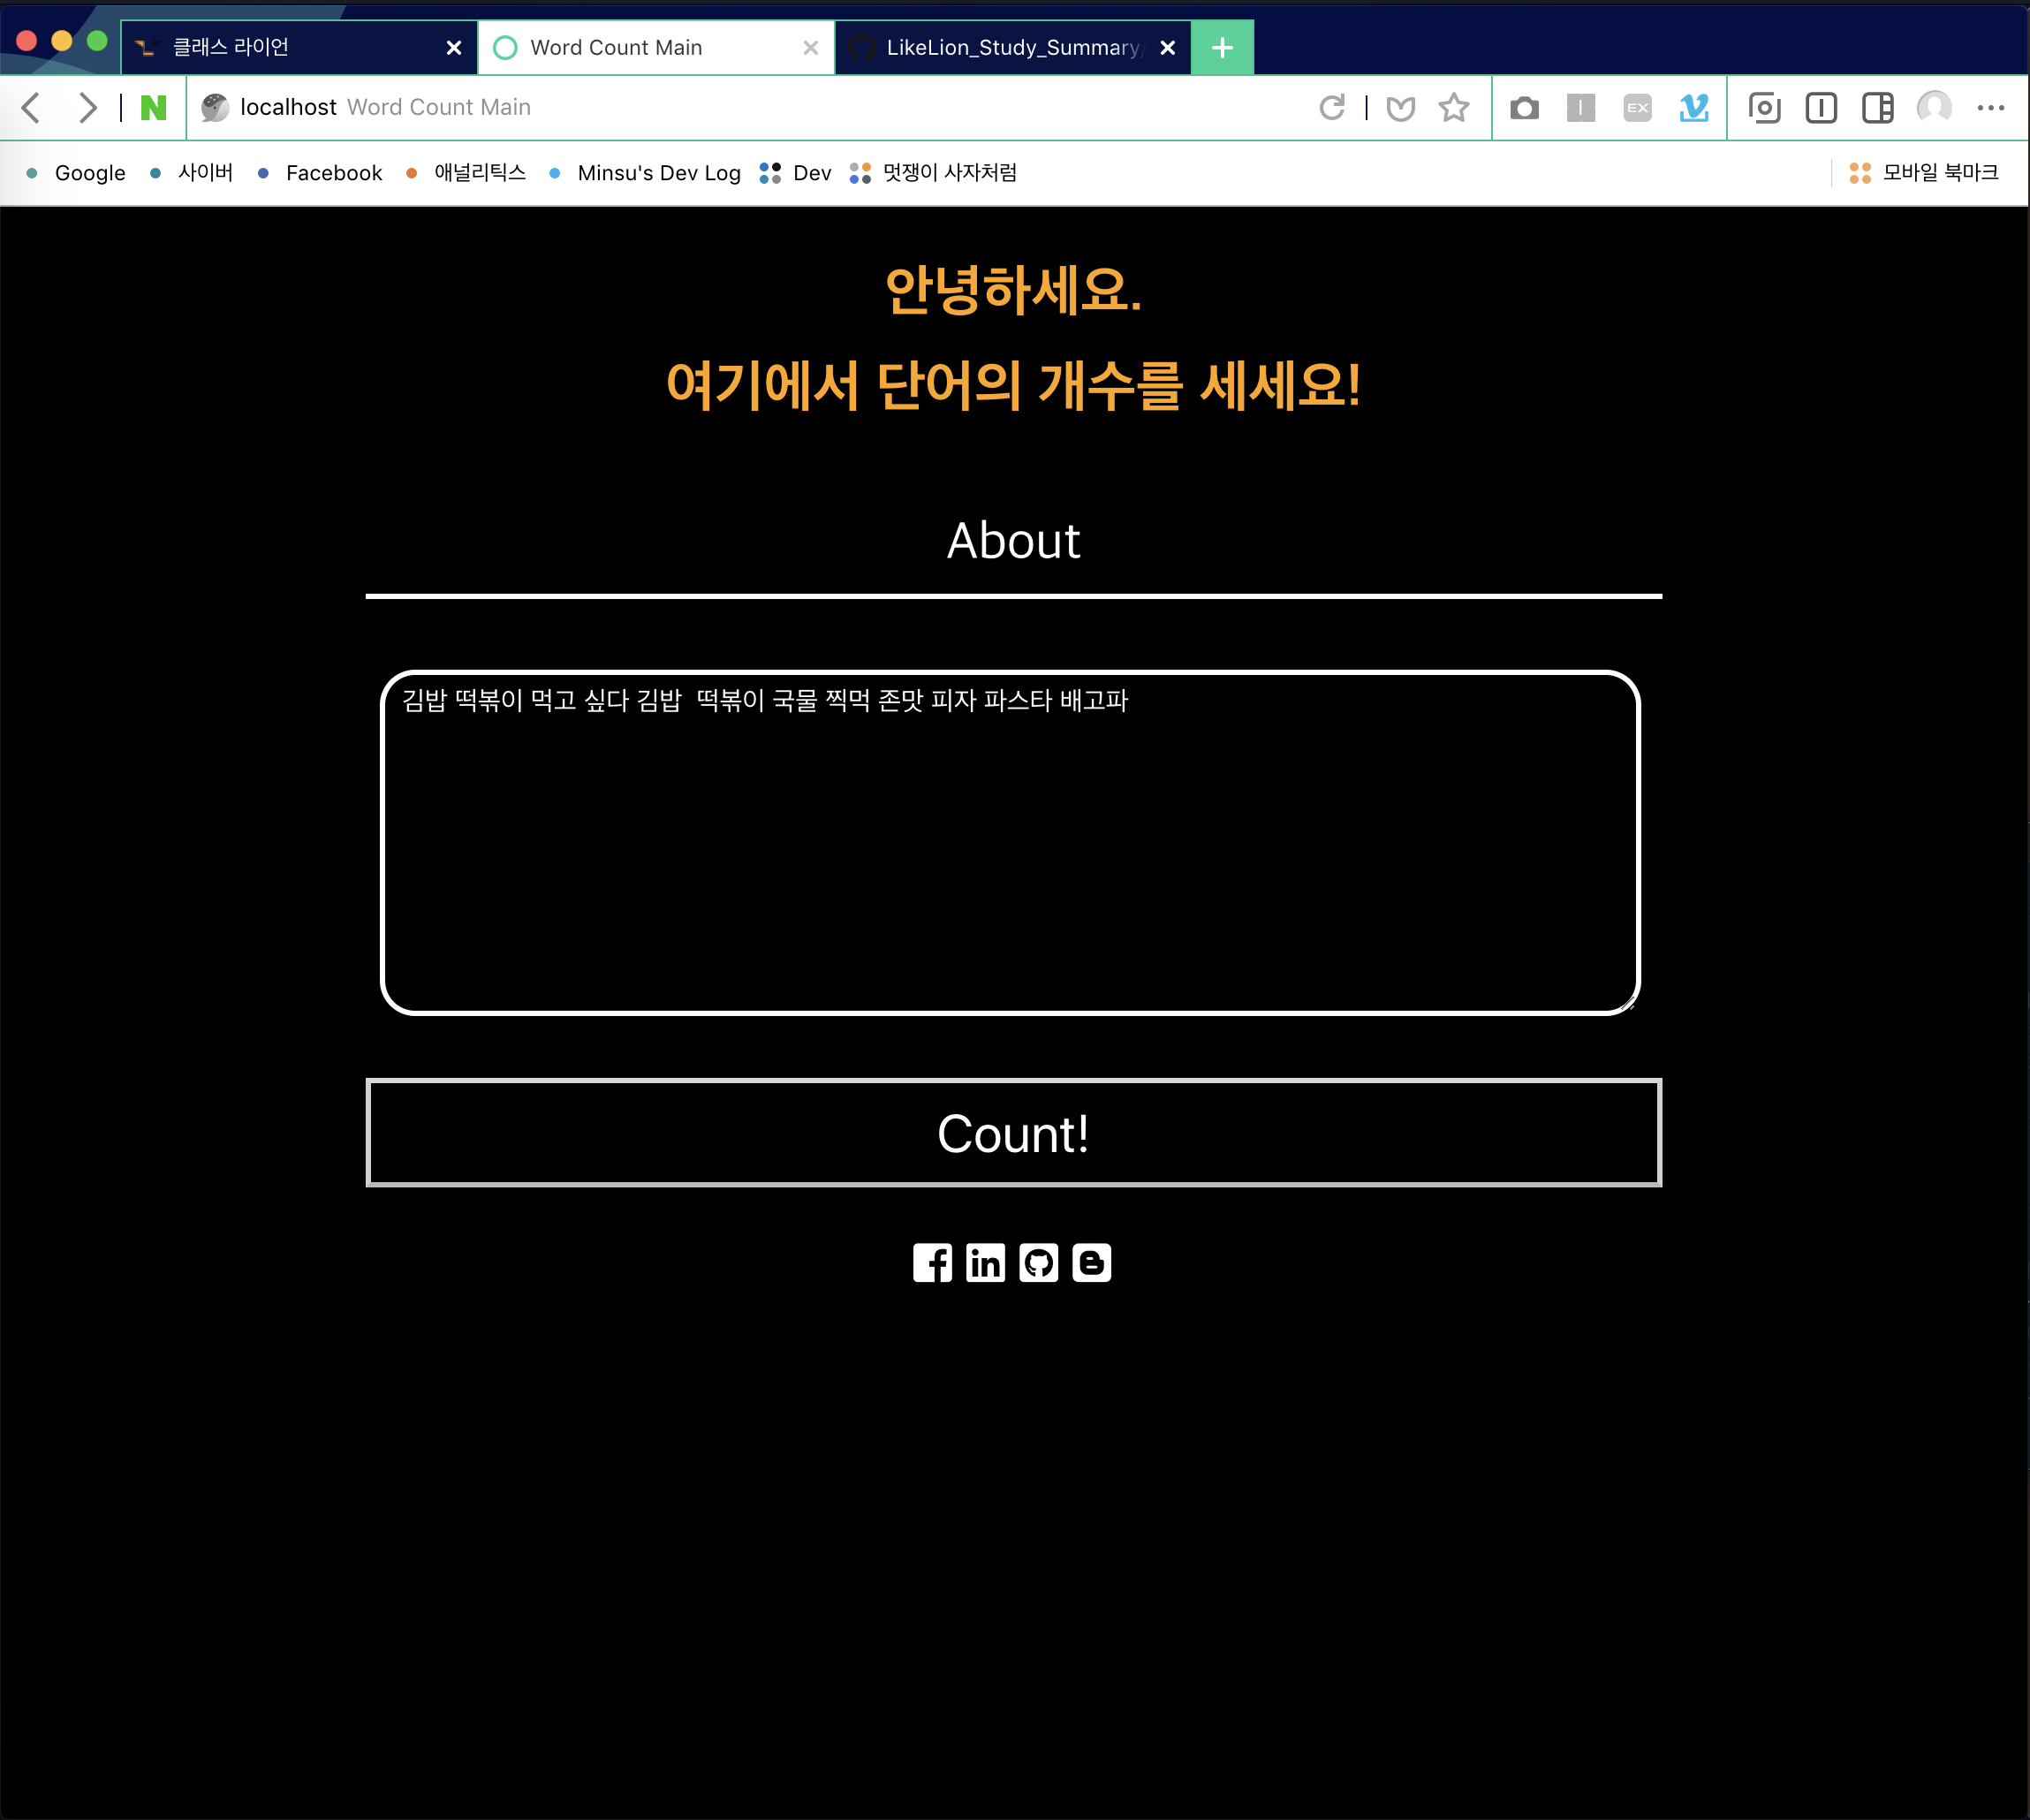 클래스 라이언
Word Count Main
LikeLion_Study_Summary/
localhost Word Count Main
EX
Google 사이버 Facebook 애널리틱스 Minsu's Dev Log Dev 멋쟁이 사자처럼 모바일 북마크
안녕하세요.
여기에서 단어의 개수를 세세요!
About
김밥 떡볶이 먹고 싶다 김밥  떡볶이 국물 찍먹 존맛 피자 파스타 배고파
Count!